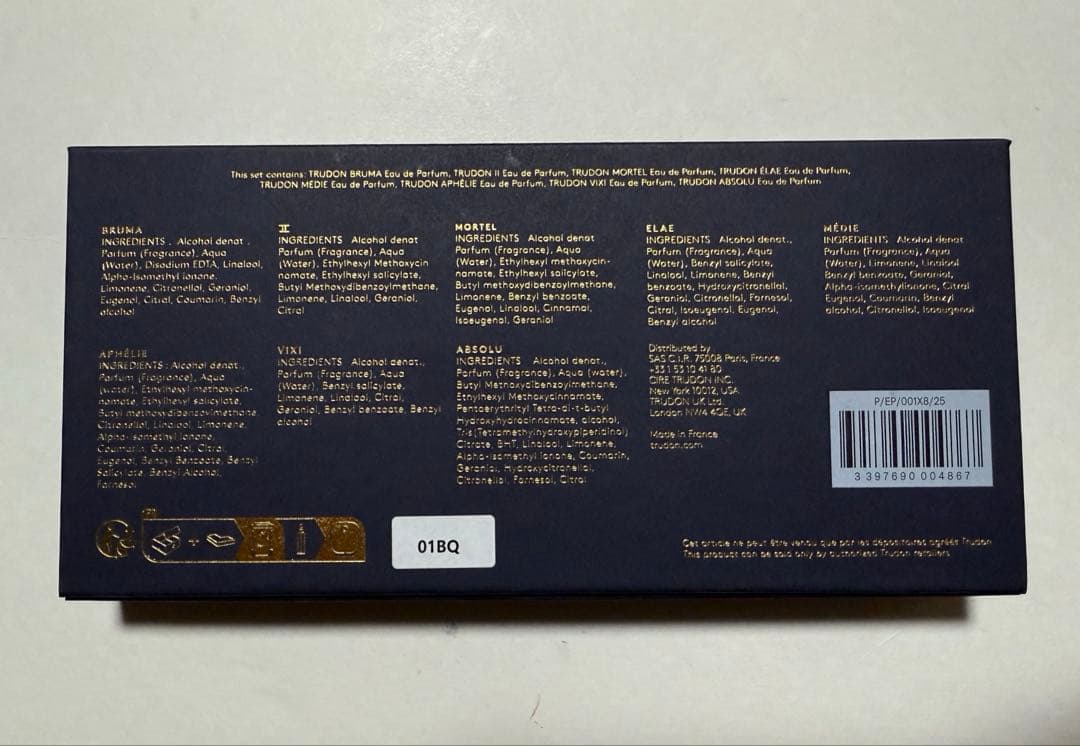 This set contains: TRUDON BRUMA Eau de Parfum, TRUDON II Eau de Parfum, TRUDON MORTEL Eau de Parfum, TRUDON ÉLAE Eau de Parfum,
TRUDON MÉDIE Eau de Parfum, TRUDON APHÉLIE Eau de Parfum, TRUDON VIXI Eau de Parfum, TRUDON ABSOLU Eau de Parfum
BRUMA
INGREDIENTS . Alcohol denat .
Parfum (Fragrance), Aqua
(Water), Disodium EDTA, Linalool,
Alpha-Isomethyl Ionone,
Limonene, Citronellol, Geraniol,
Eugenol, Citral, Coumarin, Benzyl
alcohol
II
INGREDIENTS Alcohol denat
Parfum (Fragrance), Aqua
(Water), Ethylhexyl Methoxycin
namate, Ethylhexyl salicylate,
Butyl Methoxydibenzoylmethane,
Limonene, Linalool, Geraniol,
Citral
MORTEL
INGREDIENTS Alcohol denat
Parfum (Fragrance), Aqua
(Water), Ethylhexyl methoxycin-
namate, Ethylhexyl salicylate,
Butyl methoxydibenzoylmethane,
Limonene, Benzyl benzoate,
Eugenol, Linalool, Cinnamal,
Isoeugenol, Geraniol
ELAE
INGREDIENTS Alcohol denat.,
Parfum (Fragrance), Aqua
(Water), Benzyl salicylate,
Linalool, Limonene, Benzyl
benzoate, Hydroxycitronellal,
Geraniol, Citronellol, Farnesol,
Citral, Isoeugenol, Eugenol,
Benzyl alcohol
MÉDIE
INGREDIENTS Alcohol denat
Parfum (Fragrance), Aqua
(Water), Limonene, Linalool
Benzyl benzoate, Geraniol,
Alpha-isomethylionone, Citral
Eugenol, Coumarin, Benzyl
alcohol, Citronellol, Isoeugenol
APHÉLIE
INGREDIENTS : Alcohol denat.,
Parfum (Fragrance), Aqua
(water), Ethylhexyl methoxycin-
namate, Ethylhexyl salicylate,
Butyl methoxydibenzoylmethane
Citronellol, Linalool, Limonene,
Alpha-isomethyl ionone,
Coumarin, Geraniol, Citral
Eugenol, Benzyl Benzoate, Benzyl
Salicylate, Benzyl Alcohol,
Farnesol
VIXI
INGREDIENTS Alcohol denat.,
Parfum (Fragrance), Aqua
(Water), Benzyl salicylate,
Limonene, Linalool, Citral,
Geraniol, Benzyl benzoate, Benzyl
alcohol
ABSOLU
INGREDIENTS Alcohol denat.,
Parfum (Fragrance), Aqua (water),
Butyl Methoxydibenzoylmethane,
Ethylhexyl Methoxycinnamate,
Pentaerythrityl Tetra-di-t-butyl
Hydroxyhydrocinnamate, alcohol,
Tris(Tetramethylhydroxypiperidinol)
Citrate, BHT, Linalool, Limonene,
Alpha-isomethyl ionone, Coumarin,
Geraniol, Hydroxycitronellal,
Citronellol, Farnesol, Citral
Distributed by
SAS C.I.R. 75008 Paris, France
+33 1 53 10 41 80
CIRE TRUDON INC.
New York 10012, USA
TRUDON UK Ltd.
London NW4 4QE, UK
Made in France
trudon.com
P/EP/001X8/25
3 397690 004867
FR
+
01BQ
Cet article ne peut être vendu que par les dépositaires agréés Trudon
This product can be sold only by authorized Trudon retailers